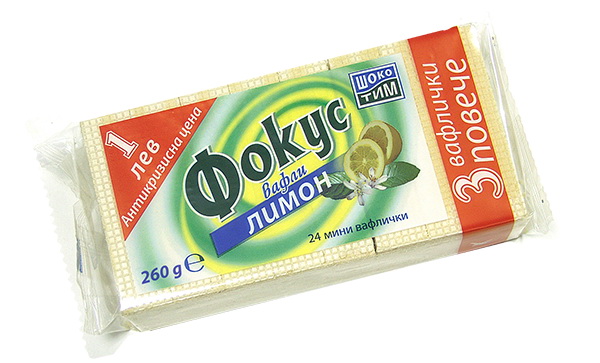 1
лев
Антикризисна цена
Фокус
вафли
лимон
ШОКО
ТИМ
24 мини вафлички
260 g ℮
3 вафлички
повече